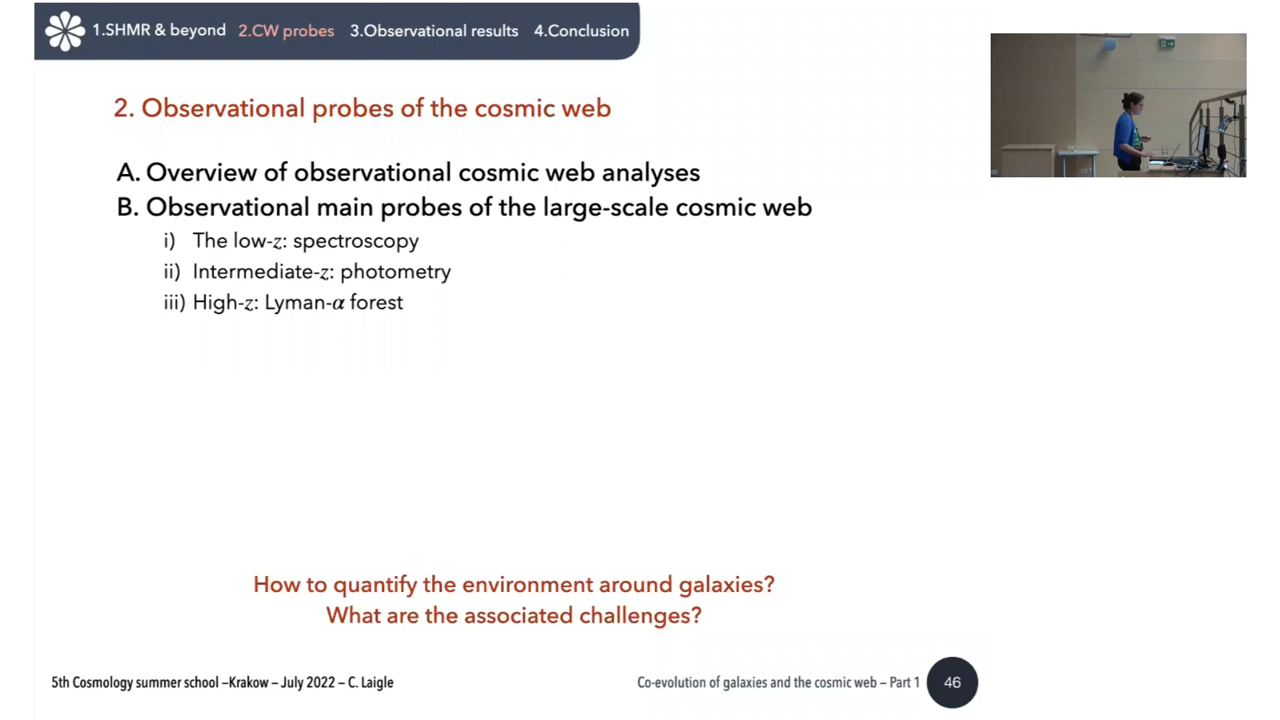 1.SHMR & beyond 2.CW probes 3.Observational results 4.Conclusion
2. Observational probes of the cosmic web
A. Overview of observational cosmic web analyses
B. Observational main probes of the large-scale cosmic web
i) The low-z: spectroscopy
ii) Intermediate-z: photometry
iii) High-z: Lyman-α forest
How to quantify the environment around galaxies?
What are the associated challenges?
5th Cosmology summer school –Krakow – July 2022 – C. Laigle
Co-evolution of galaxies and the cosmic web – Part 1 46